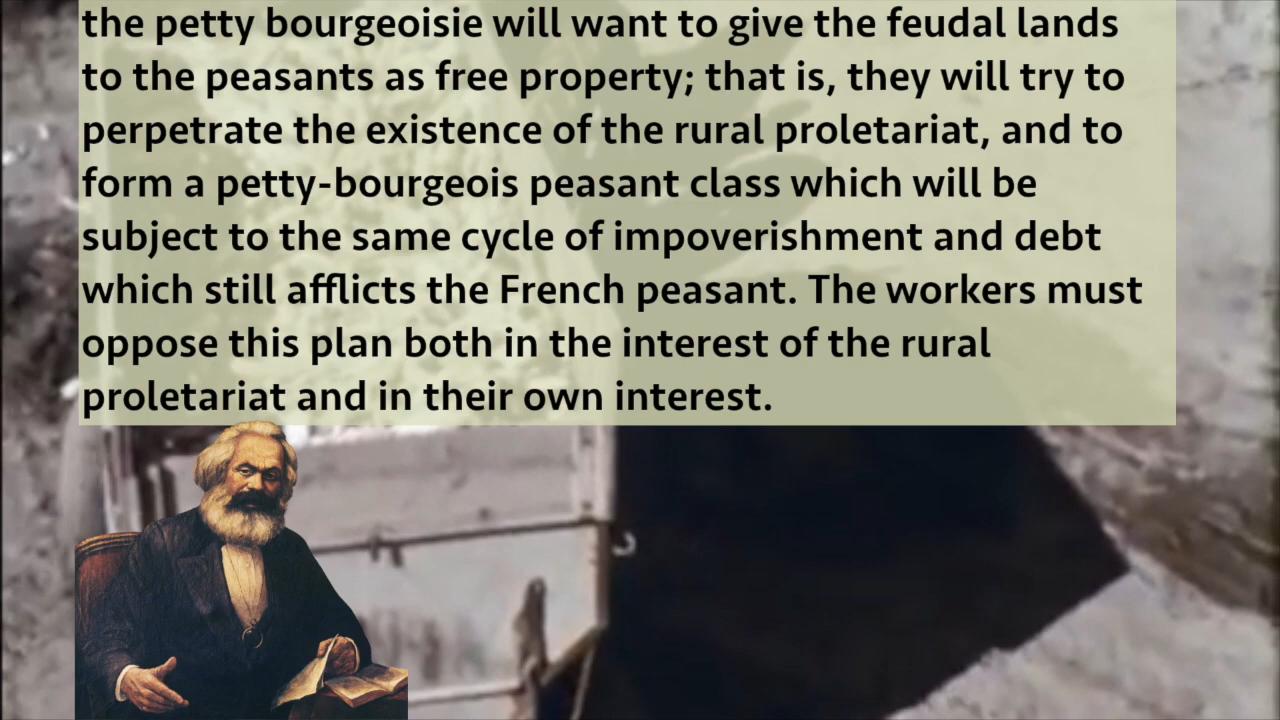 the petty bourgeoisie will want to give the feudal lands
to the peasants as free property; that is, they will try to
perpetrate the existence of the rural proletariat, and to
form a petty-bourgeois peasant class which will be
subject to the same cycle of impoverishment and debt
which still afflicts the French peasant. The workers must
oppose this plan both in the interest of the rural
proletariat and in their own interest.